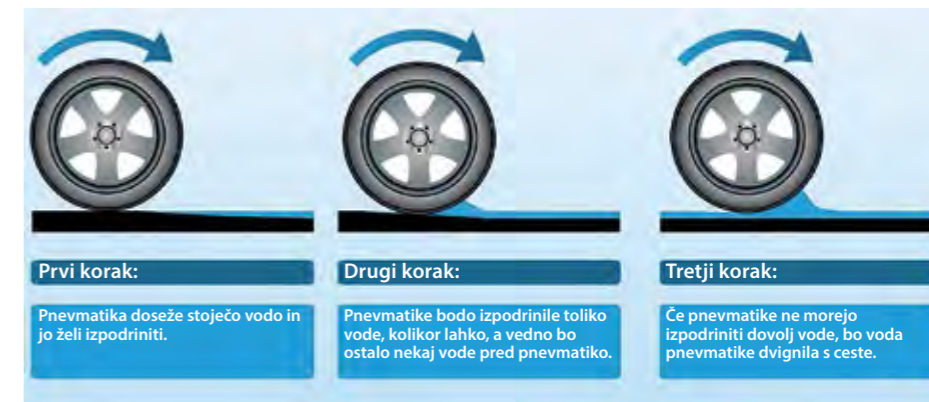 Prvi korak:
Pnevmatika doseže stoječo vodo in
jo želi izpodriniti.
Drugi korak:
Pnevmatike bodo izpodrinile toliko
vode, kolikor lahko, a vedno bo
ostalo nekaj vode pred pnevmatiko.
Tretji korak:
Če pnevmatike ne morejo
izpodriniti dovolj vode, bo voda
pnevmatike dvignila s ceste.